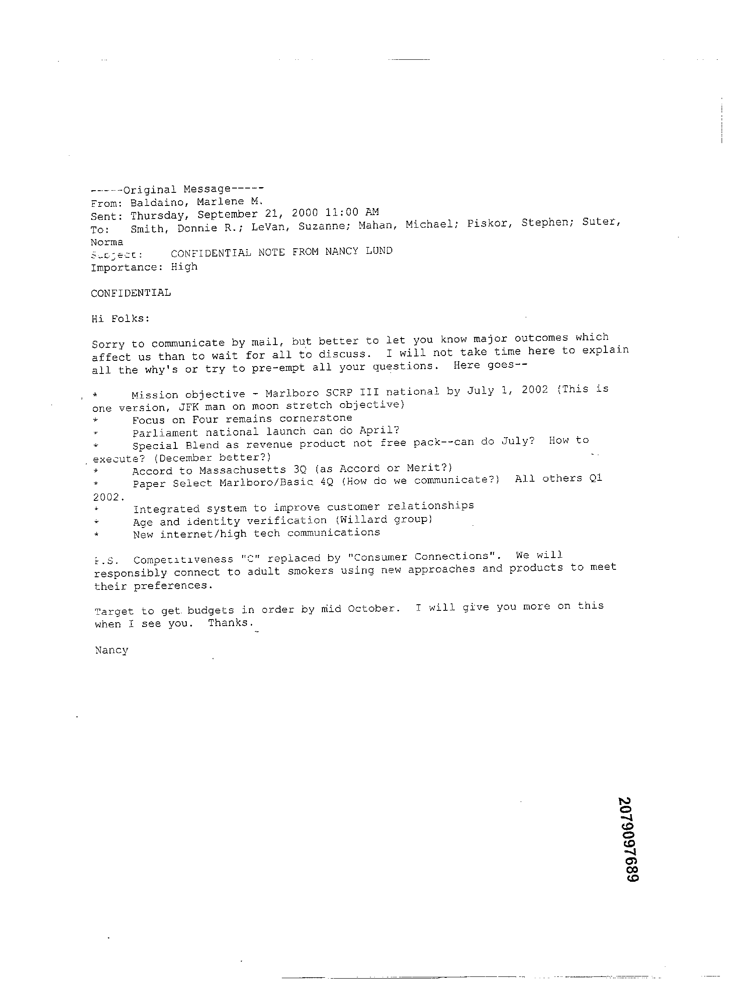 -----Original Message-----
From: Baldaino, Marlene M.
Sent: Thursday, September 21, 2000 11:00 AM
To: Smith, Donnie R.; LeVan, Suzanne; Mahan, Michael; Piskor, Stephen; Suter,
Norma
Subject: CONFIDENTIAL NOTE FROM NANCY LUND
Importance: High
CONFIDENTIAL
Hi Folks:
Sorry to communicate by mail, but better to let you know major outcomes which
affect us than to wait for all to discuss. I will not take time here to explain
all the why's or try to pre-empt all your questions. Here goes--
* Mission objective - Marlboro SCRP III national by July 1, 2002 (This is
one version, JFK man on moon stretch objective)
* Focus on Four remains cornerstone
* Parliament national launch can do April?
* Special Blend as revenue product not free pack--can do July? How to
execute? (December better?)
* Accord to Massachusetts 3Q (as Accord or Merit?)
* Paper Select Marlboro/Basic 4Q (How do we communicate?) All others Q1
2002.
* Integrated system to improve customer relationships
* Age and identity verification (Willard group)
* New internet/high tech communications
P.S. Competitiveness "C" replaced by "Consumer Connections". We will
responsibly connect to adult smokers using new approaches and products to meet
their preferences.
Target to get budgets in order by mid October. I will give you more on this
when I see you. Thanks.
Nancy
2079097689